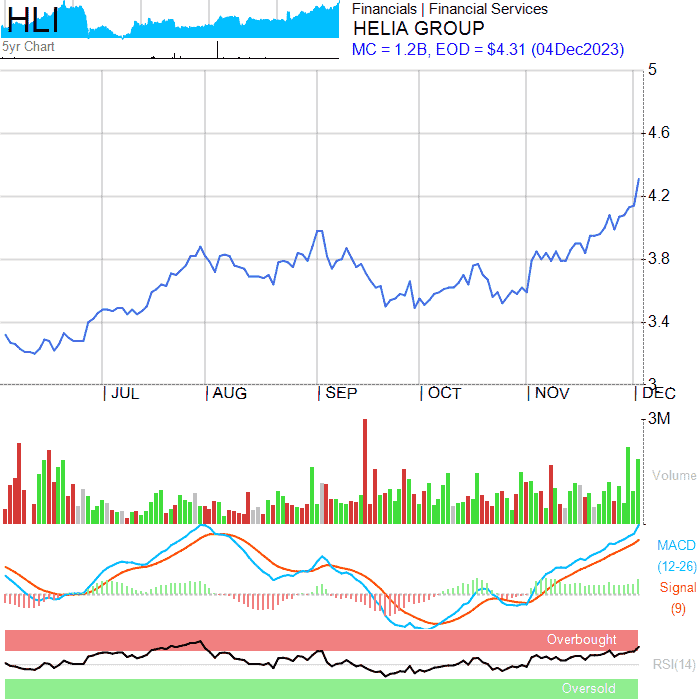 HLI
Financials | Financial Services
HELIA GROUP
5yr Chart
MC = 1.2B, EOD = $4.31 (04Dec2023)
5
4.6
4.2
3.8
3.4
3
| JUL | AUG | SEP | OCT | NOV | DEC
3M
Volume
MACD
(12-26)
Signal
(9)
Overbought
RSI(14)
Oversold